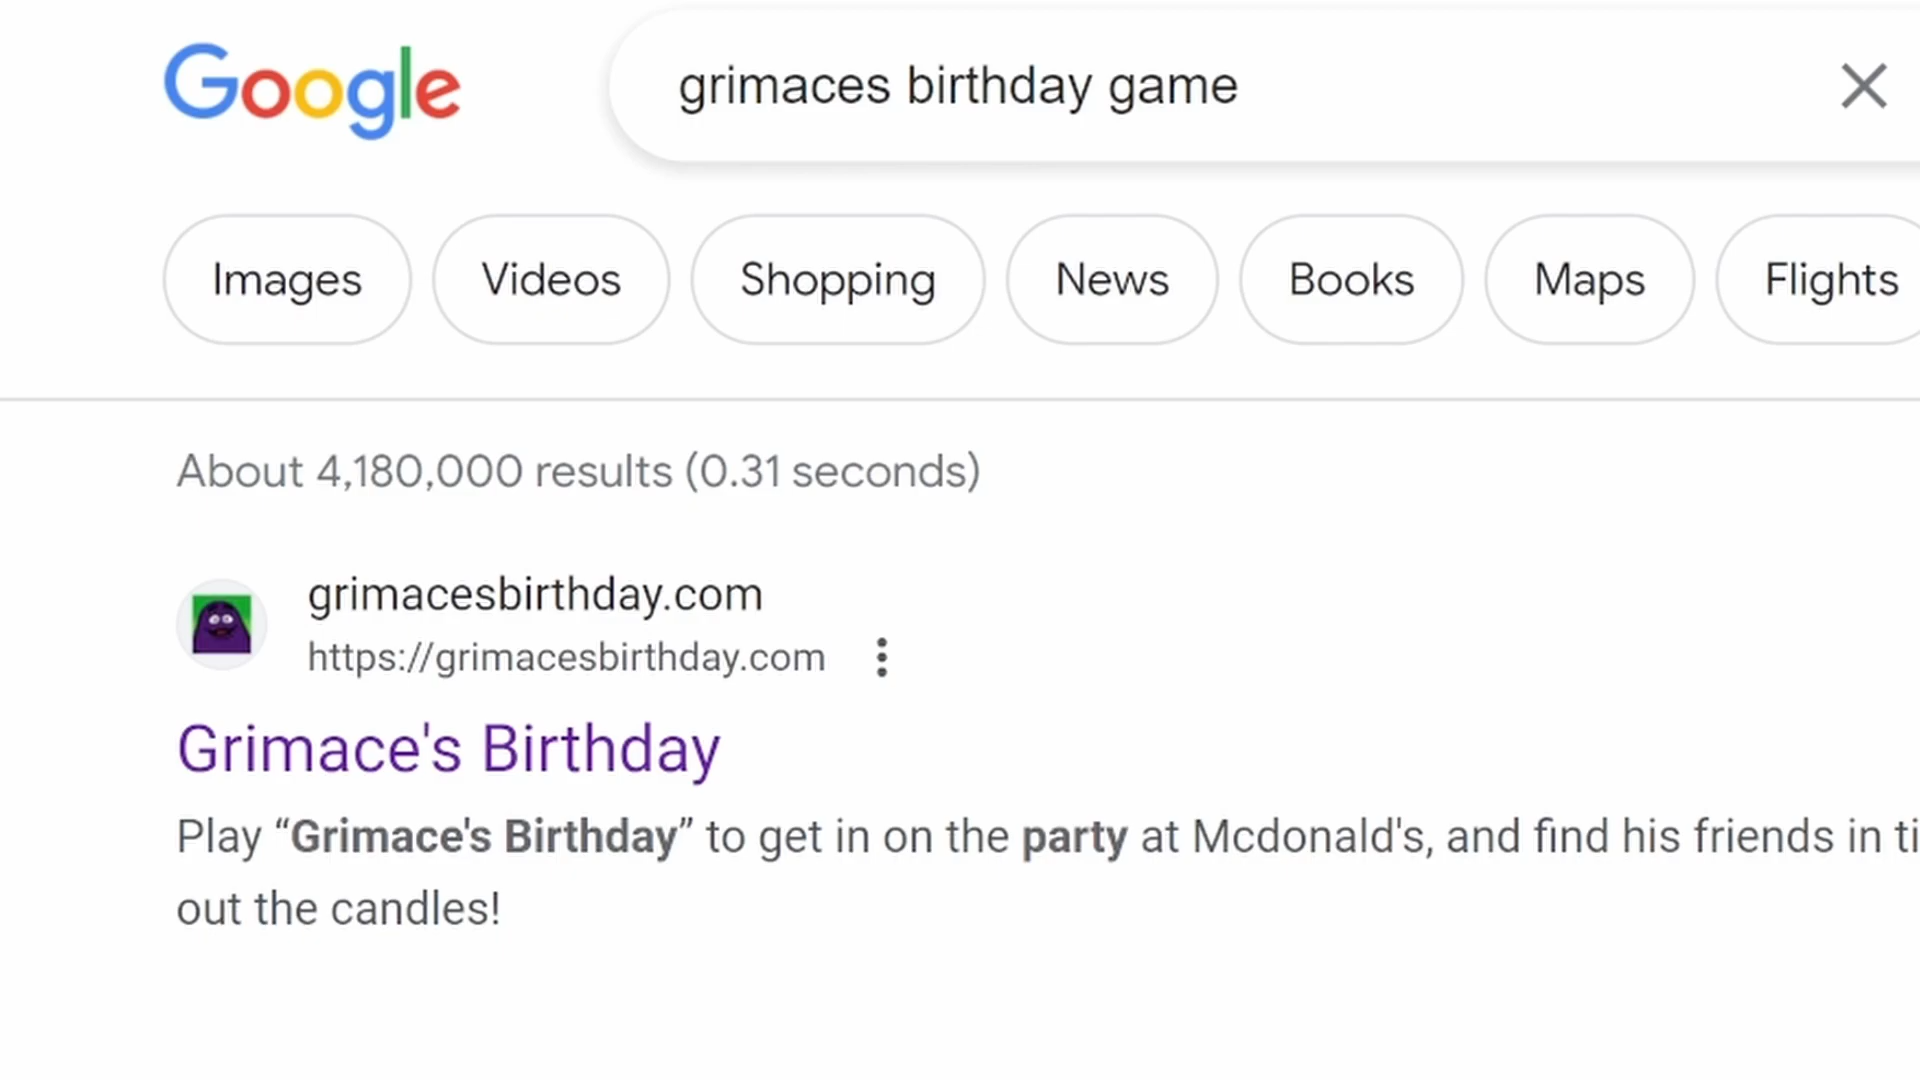 Google
grimaces birthday game
Images Videos Shopping News Books Maps Flights
About 4,180,000 results (0.31 seconds)
grimacesbirthday.com
https://grimacesbirthday.com
Grimace's Birthday
Play “Grimace's Birthday” to get in on the party at Mcdonald's, and find his friends in
out the candles!